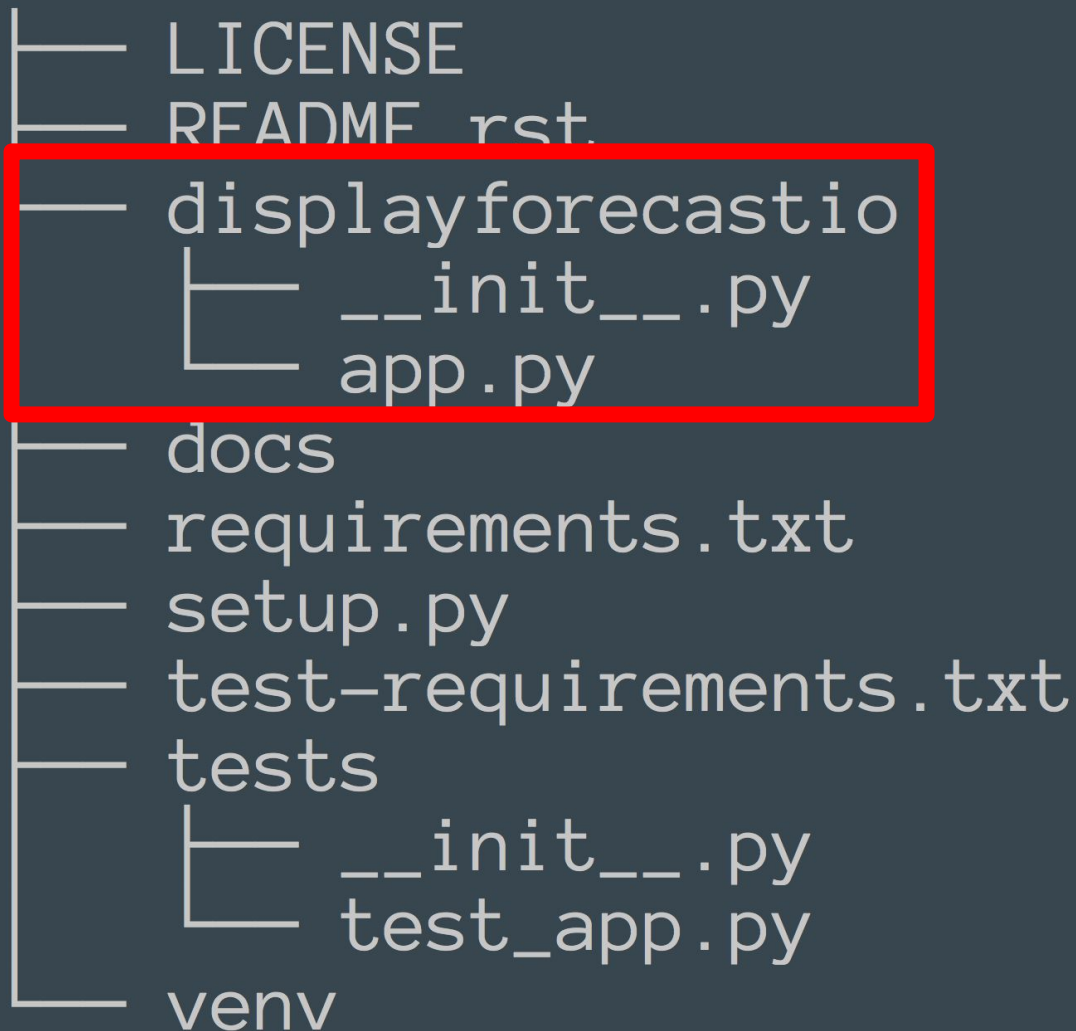 ├── LICENSE
├── README.rst
├── displayforecastio
│   ├── __init__.py
│   └── app.py
├── docs
├── requirements.txt
├── setup.py
├── test-requirements.txt
├── tests
│   ├── __init__.py
│   └── test_app.py
└── venv